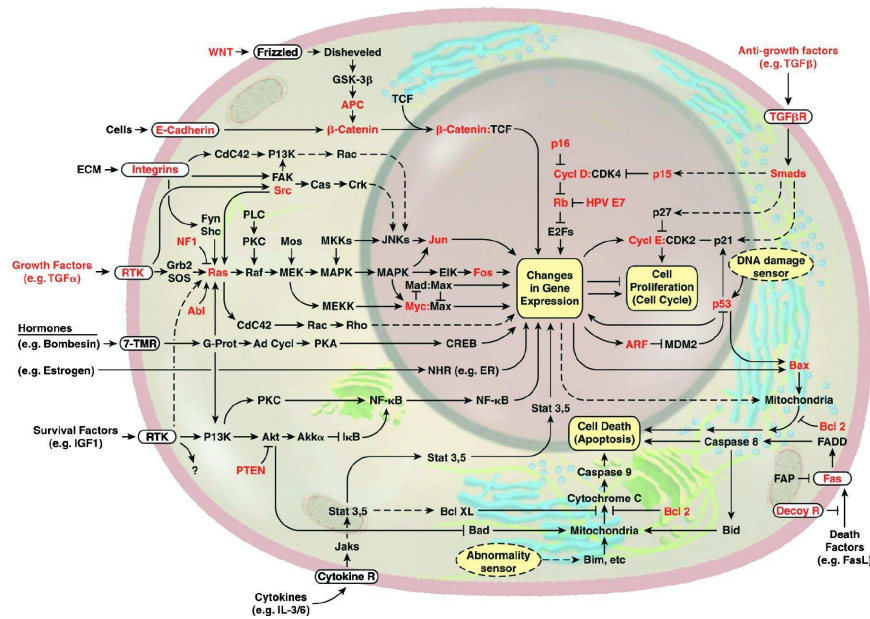 WNT
Frizzled
Disheveled
GSK-3β
APC
TCF
Cells
E-Cadherin
β-Catenin
β-Catenin:TCF
Anti-growth factors
(e.g. TGFβ)
TGFβR
Smads
p16
Cycl D:CDK4
p15
Rb
HPV E7
E2Fs
p27
Cycl E:CDK2
p21
DNA damage
sensor
ECM
Integrins
CdC42
P13K
Rac
FAK
Src
Cas
Crk
Fyn
Shc
PLC
NF1
PKC
Mos
MKKs
JNKs
Jun
Growth Factors
(e.g. TGFα)
RTK
Grb2
SOS
Ras
Raf
MEK
MAPK
MAPK
EIK
Fos
Mad:Max
Abl
MEKK
Myc:Max
Changes
in Gene
Expression
Cell
Proliferation
(Cell Cycle)
p53
CdC42
Rac
Rho
Hormones
(e.g. Bombesin)
7-TMR
G-Prot
Ad Cycl
PKA
CREB
ARF
MDM2
(e.g. Estrogen)
NHR (e.g. ER)
Bax
PKC
NF-κB
NF-κB
Stat 3,5
Mitochondria
Survival Factors
(e.g. IGF1)
RTK
P13K
Akt
Akkα
IκB
Cell Death
(Apoptosis)
Bcl 2
Caspase 8
FADD
?
PTEN
Stat 3,5
Caspase 9
FAP
Fas
Cytochrome C
Stat 3,5
Bcl XL
Bcl 2
Decoy R
Bad
Mitochondria
Bid
Death
Factors
(e.g. FasL)
Jaks
Abnormality
sensor
Bim, etc
Cytokine R
Cytokines
(e.g. IL-3/6)